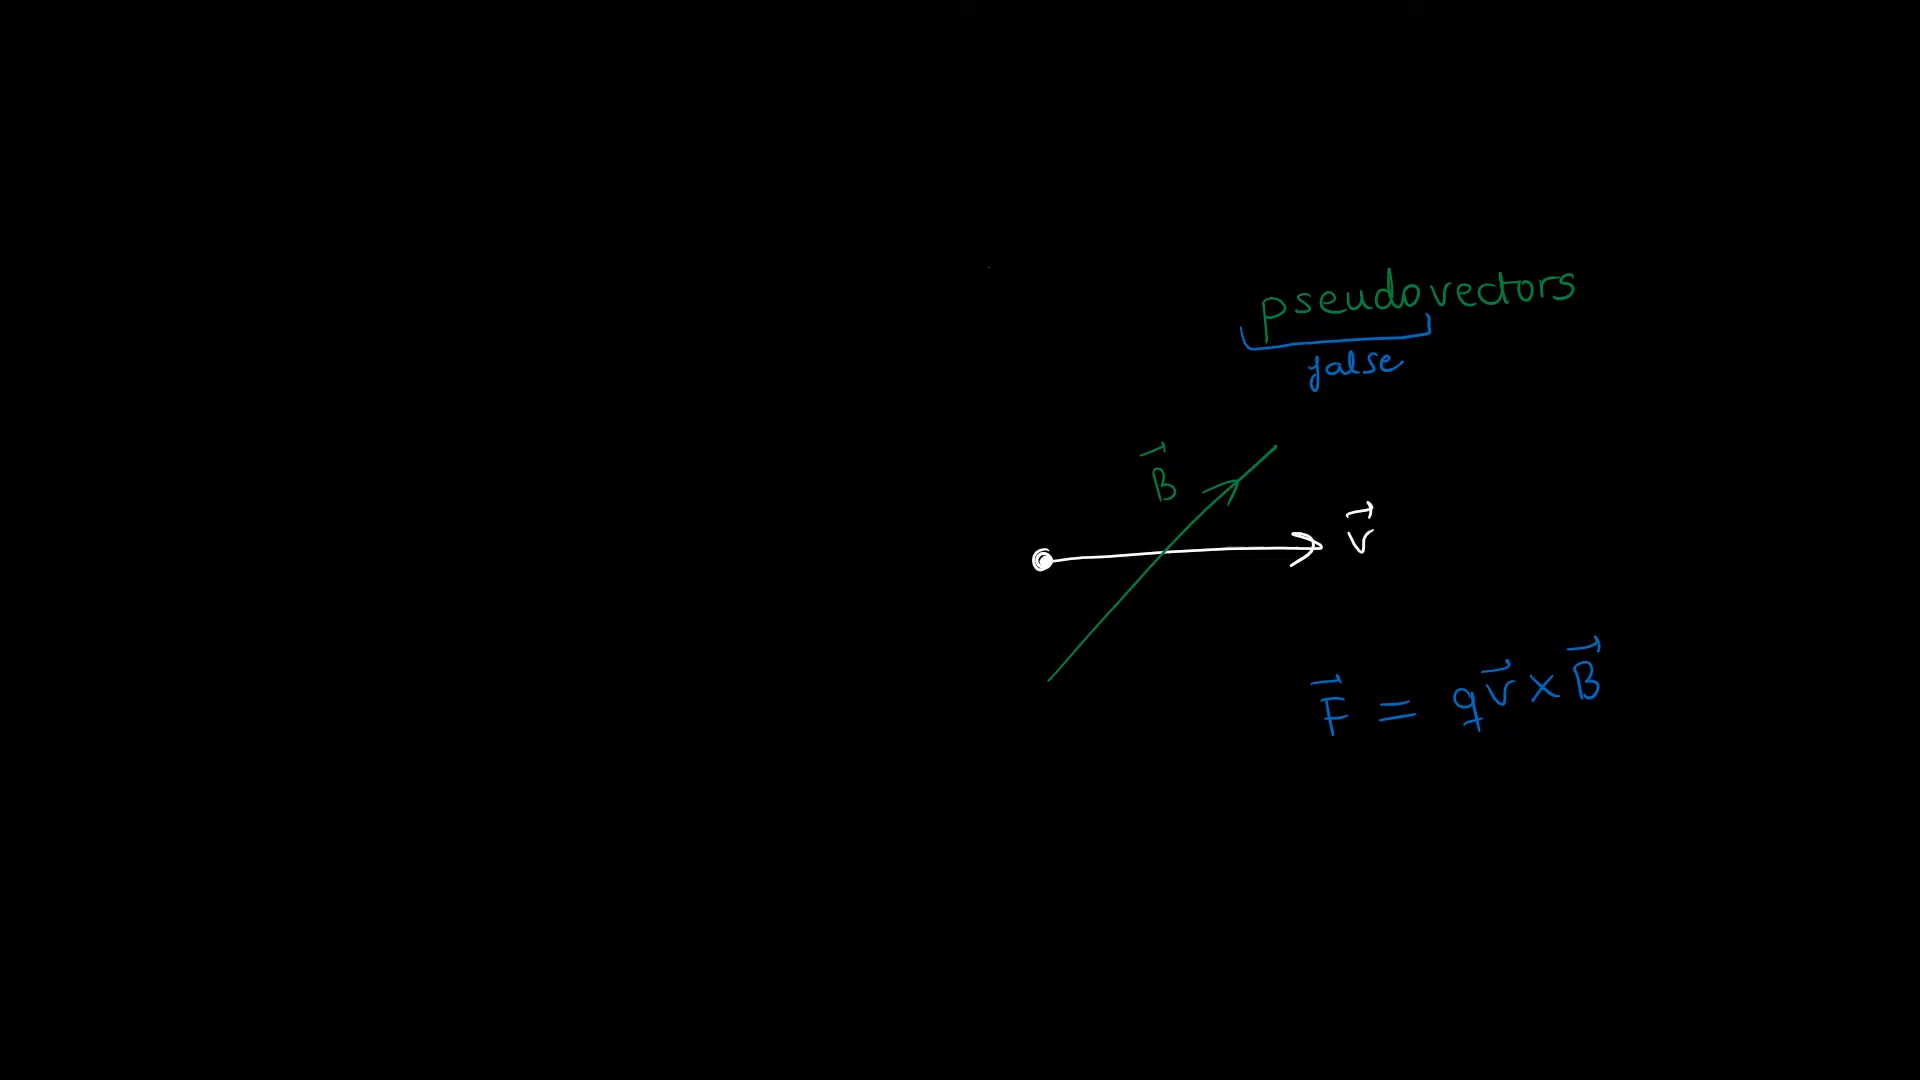 pseudovectors
false
B⃗
v⃗
F⃗ = qv⃗ × B⃗